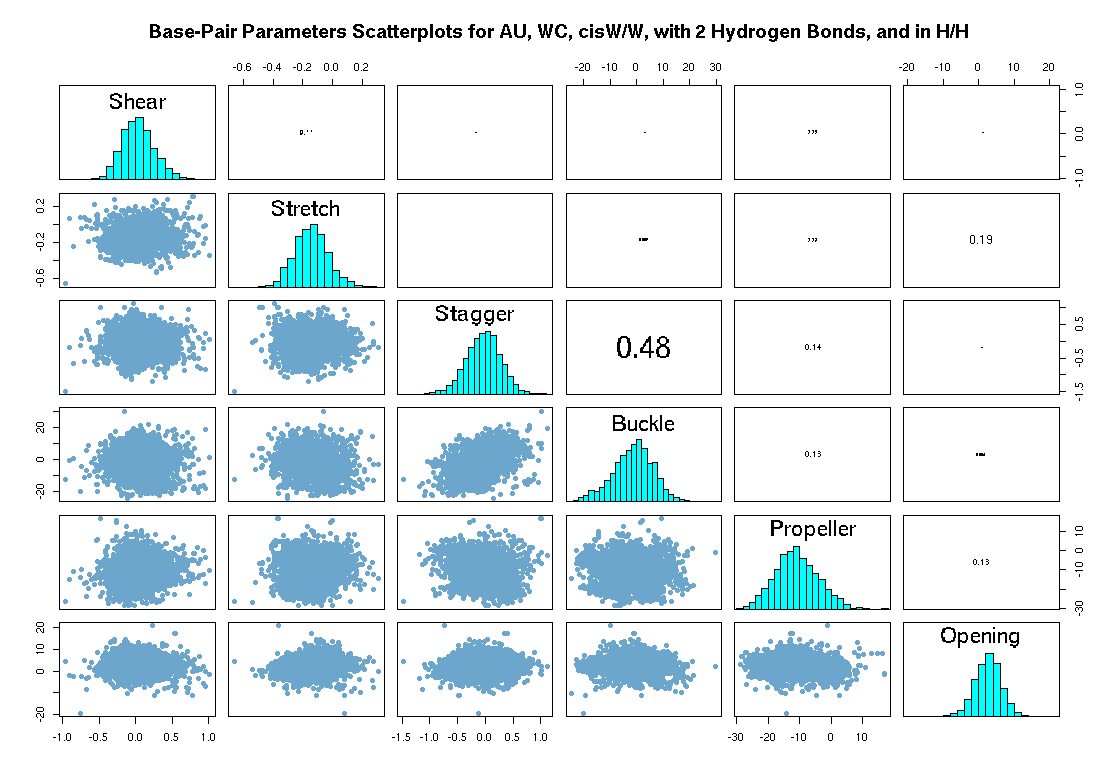 Base-Pair Parameters Scatterplots for AU, WC, cisW/W, with 2 Hydrogen Bonds, and in H/H
-0.6 -0.4 -0.2 0.0 0.2
-20 -10 0 10 20 30
-20 -10 0 10 20
Shear
-1.0 0.0 1.0
-0.6 -0.2 0.2
Stretch
0.19
Stagger
0.48
0.14
-1.5 -0.5 0.5
-20 0 20
Buckle
0.13
Propeller
0.13
-30 -10 0 10
-20 0 10 20
Opening
-1.0 -0.5 0.0 0.5 1.0
-1.5 -0.5 0.0 0.5 1.0
-30 -20 -10 0 10